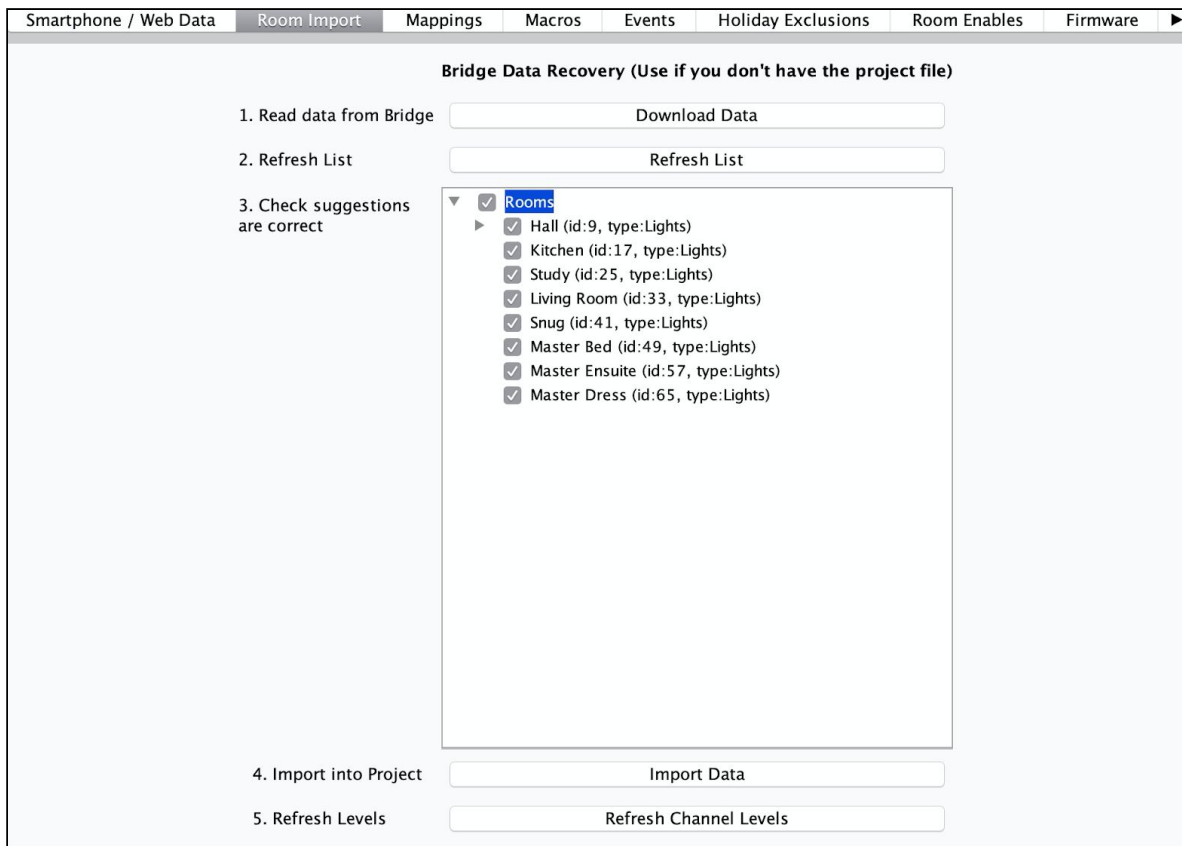 Smartphone / Web Data Room Import Mappings Macros Events Holiday Exclusions Room Enables Firmware
Bridge Data Recovery (Use if you don't have the project file)
1. Read data from Bridge Download Data
2. Refresh List Refresh List
3. Check suggestions
are correct
Rooms
Hall (id:9, type:Lights)
Kitchen (id:17, type:Lights)
Study (id:25, type:Lights)
Living Room (id:33, type:Lights)
Snug (id:41, type:Lights)
Master Bed (id:49, type:Lights)
Master Ensuite (id:57, type:Lights)
Master Dress (id:65, type:Lights)
4. Import into Project Import Data
5. Refresh Levels Refresh Channel Levels